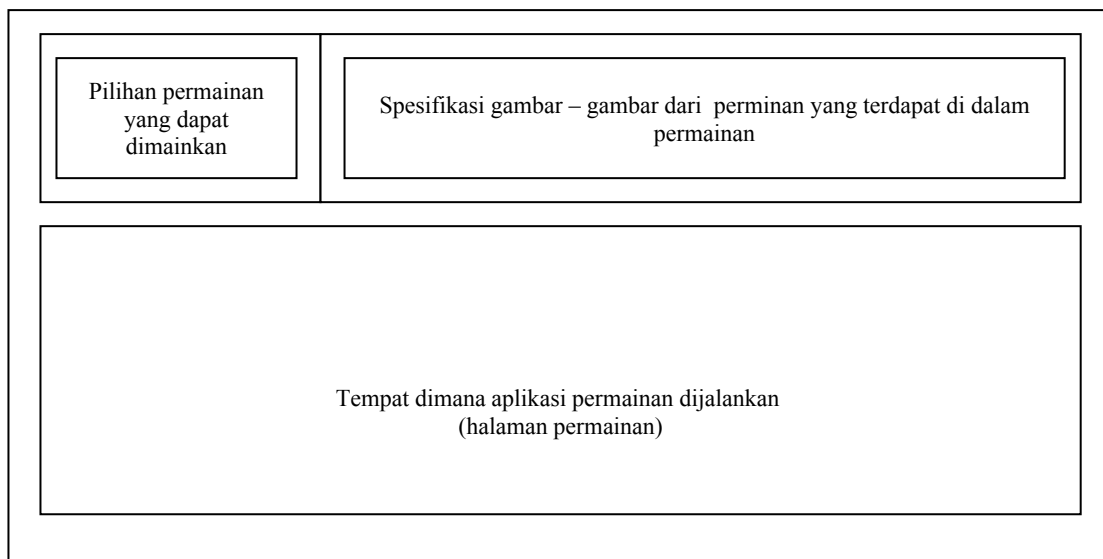 Pilihan permainan
yang dapat
dimainkan
Spesifikasi gambar – gambar dari  perminan yang terdapat di dalam
permainan
Tempat dimana aplikasi permainan dijalankan
(halaman permainan)